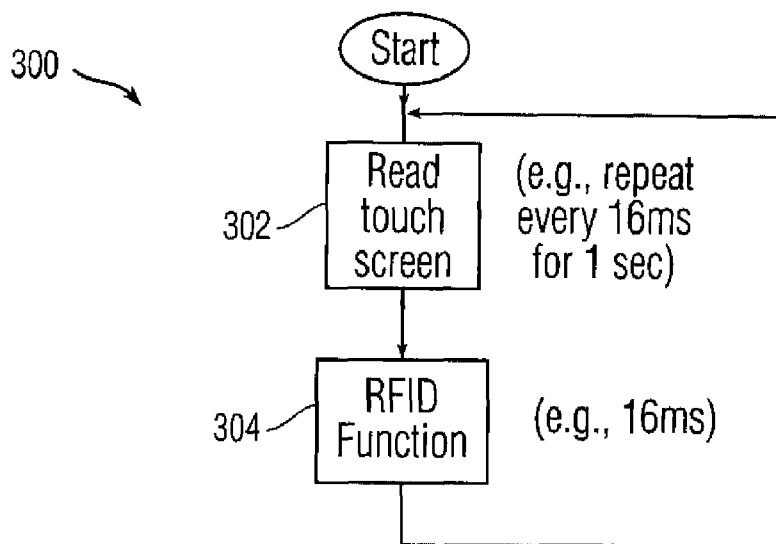 Start
300
Read
touch
screen
302
(e.g., repeat
every 16ms
for 1 sec)
RFID
Function
304
(e.g., 16ms)